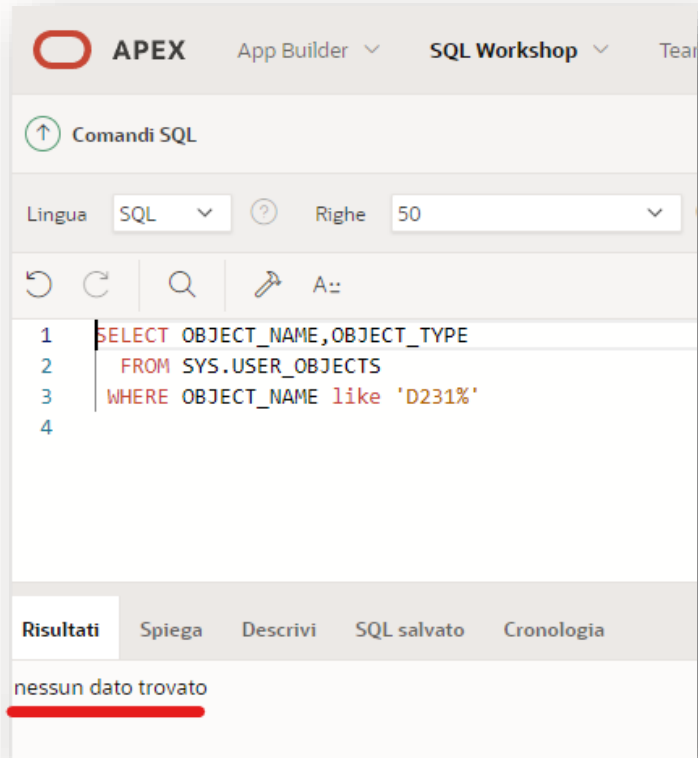 APEX App Builder SQL Workshop Tear
Comandi SQL
Lingua SQL ? Righe 50
A::
1 SELECT OBJECT_NAME,OBJECT_TYPE
2 FROM SYS.USER_OBJECTS
3 WHERE OBJECT_NAME like 'D231%'
4
Risultati Spiega Descrivi SQL salvato Cronologia
nessun dato trovato